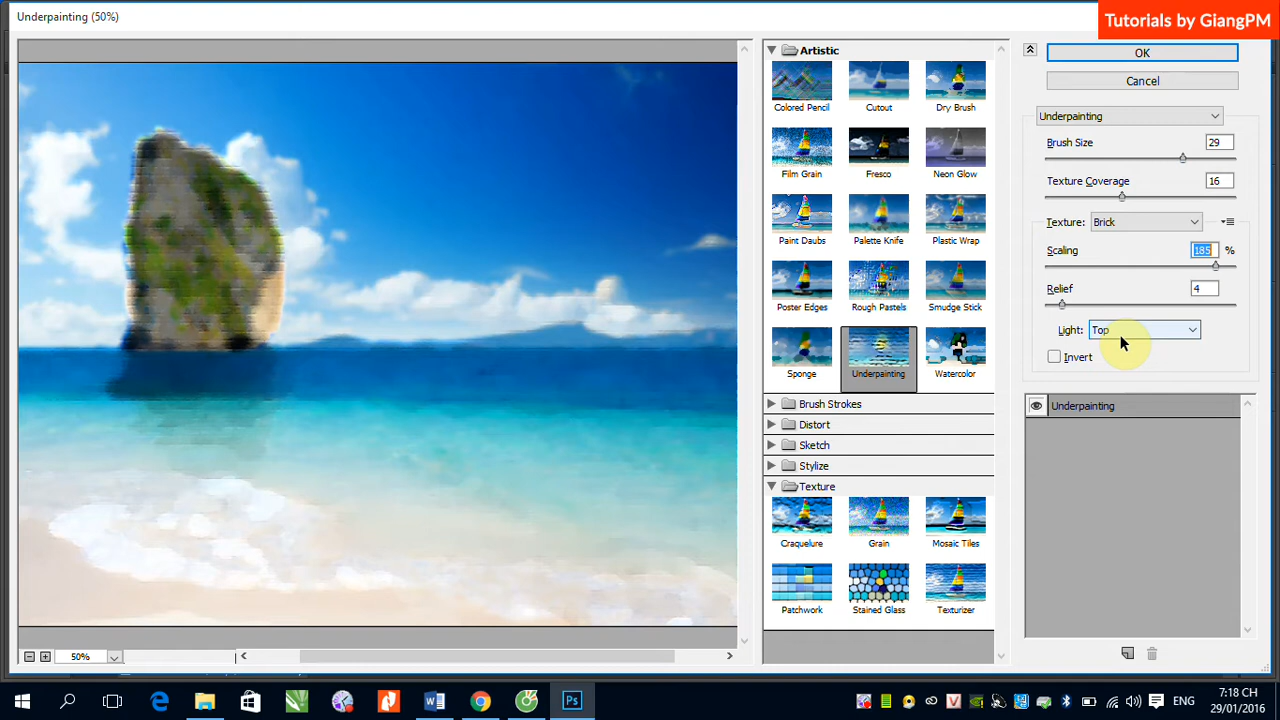 Underpainting (50%)
Tutorials by GiangPM
Artistic
Colored Pencil
Cutout
Dry Brush
Film Grain
Fresco
Neon Glow
Paint Daubs
Palette Knife
Plastic Wrap
Poster Edges
Rough Pastels
Smudge Stick
Sponge
Underpainting
Watercolor
Brush Strokes
Distort
Sketch
Stylize
Texture
Craquelure
Grain
Mosaic Tiles
Patchwork
Stained Glass
Texturizer
OK
Cancel
Underpainting
Brush Size 29
Texture Coverage 16
Texture: Brick
Scaling 185 %
Relief 4
Light: Top
Invert
Underpainting
50%
Ps
ENG
7:18 CH
29/01/2016